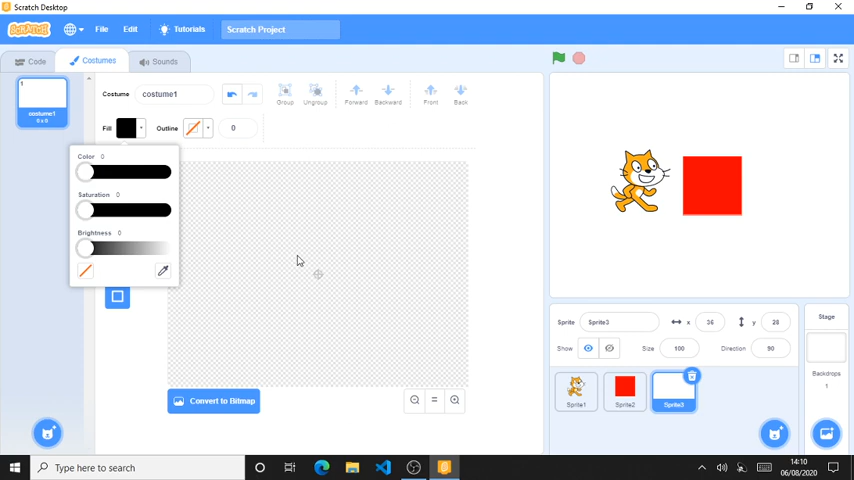 Scratch Desktop
SCRATCH File Edit Tutorials Scratch Project
Code Costumes Sounds
1
costume1
0 x 0
Costume costume1 Group Ungroup Forward Backward Front Back
Fill Outline 0
Color 0
Saturation 0
Brightness 0
Convert to Bitmap
Sprite Sprite3 x 36 y 28
Show Size 100 Direction 90
Sprite1 Sprite2 Sprite3
Stage
Backdrops
1
Type here to search
14:10
06/08/2020